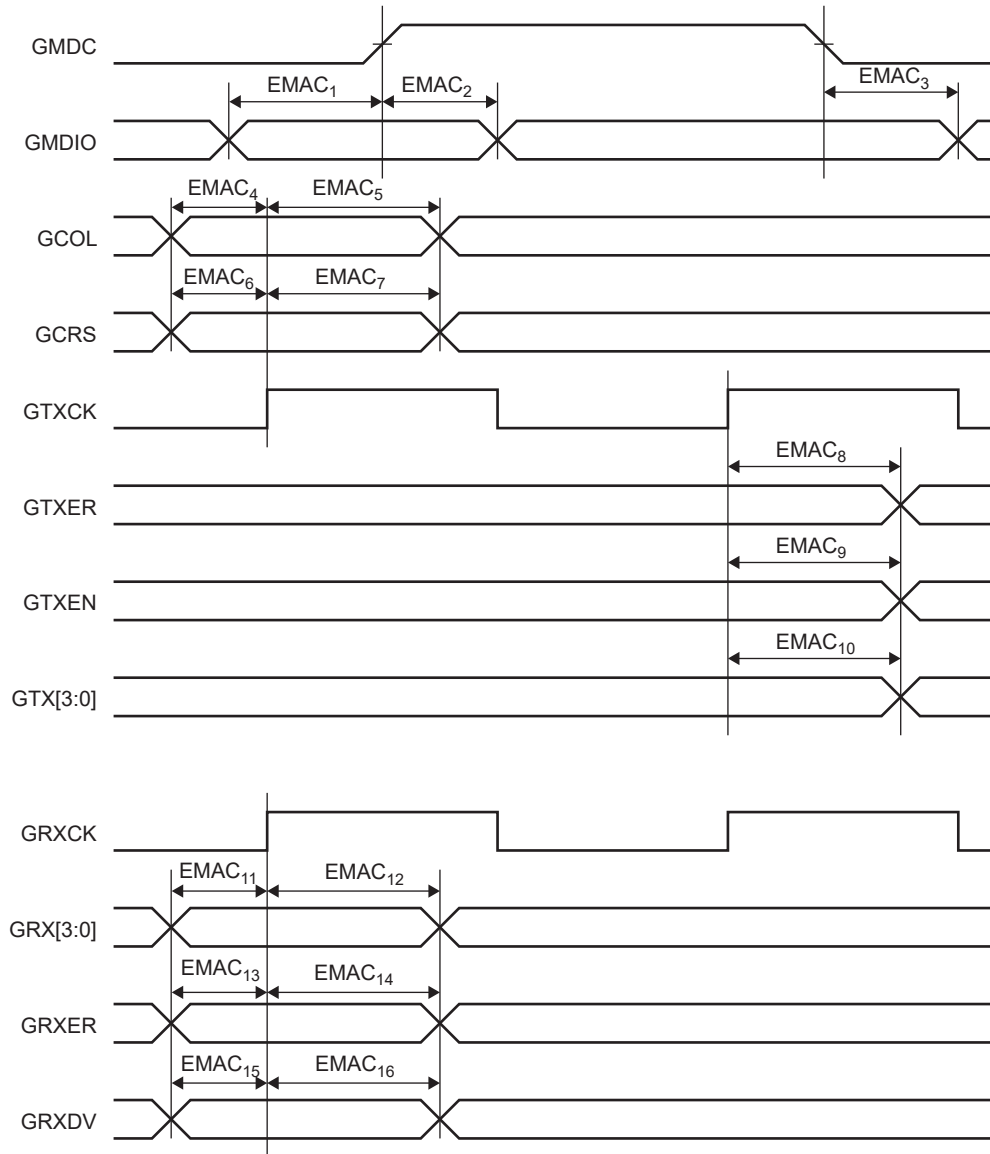 GMDC
EMAC₁ EMAC₂ EMAC₃
GMDIO
EMAC₄ EMAC₅
GCOL
EMAC₆ EMAC₇
GCRS
GTXCK
EMAC₈
GTXER
EMAC₉
GTXEN
EMAC₁₀
GTX[3:0]
GRXCK
EMAC₁₁ EMAC₁₂
GRX[3:0]
EMAC₁₃ EMAC₁₄
GRXER
EMAC₁₅ EMAC₁₆
GRXDV